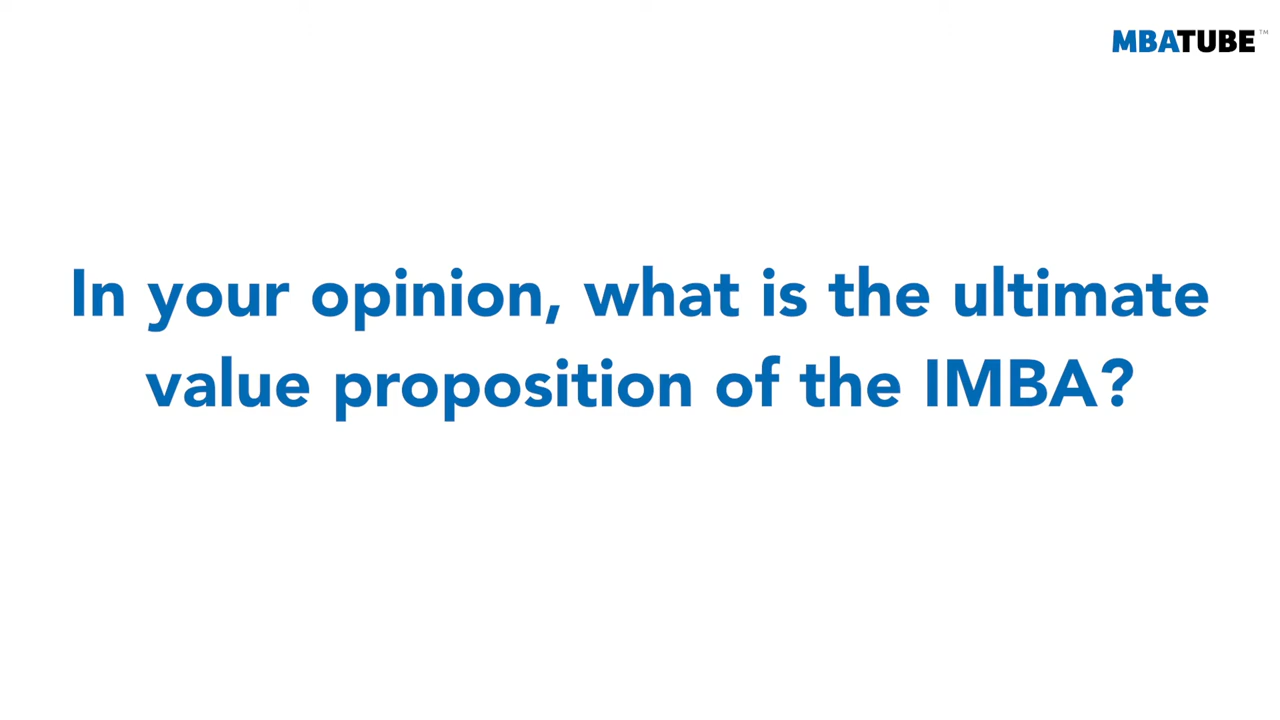 MBATUBE™
In your opinion, what is the ultimate
value proposition of the IMBA?